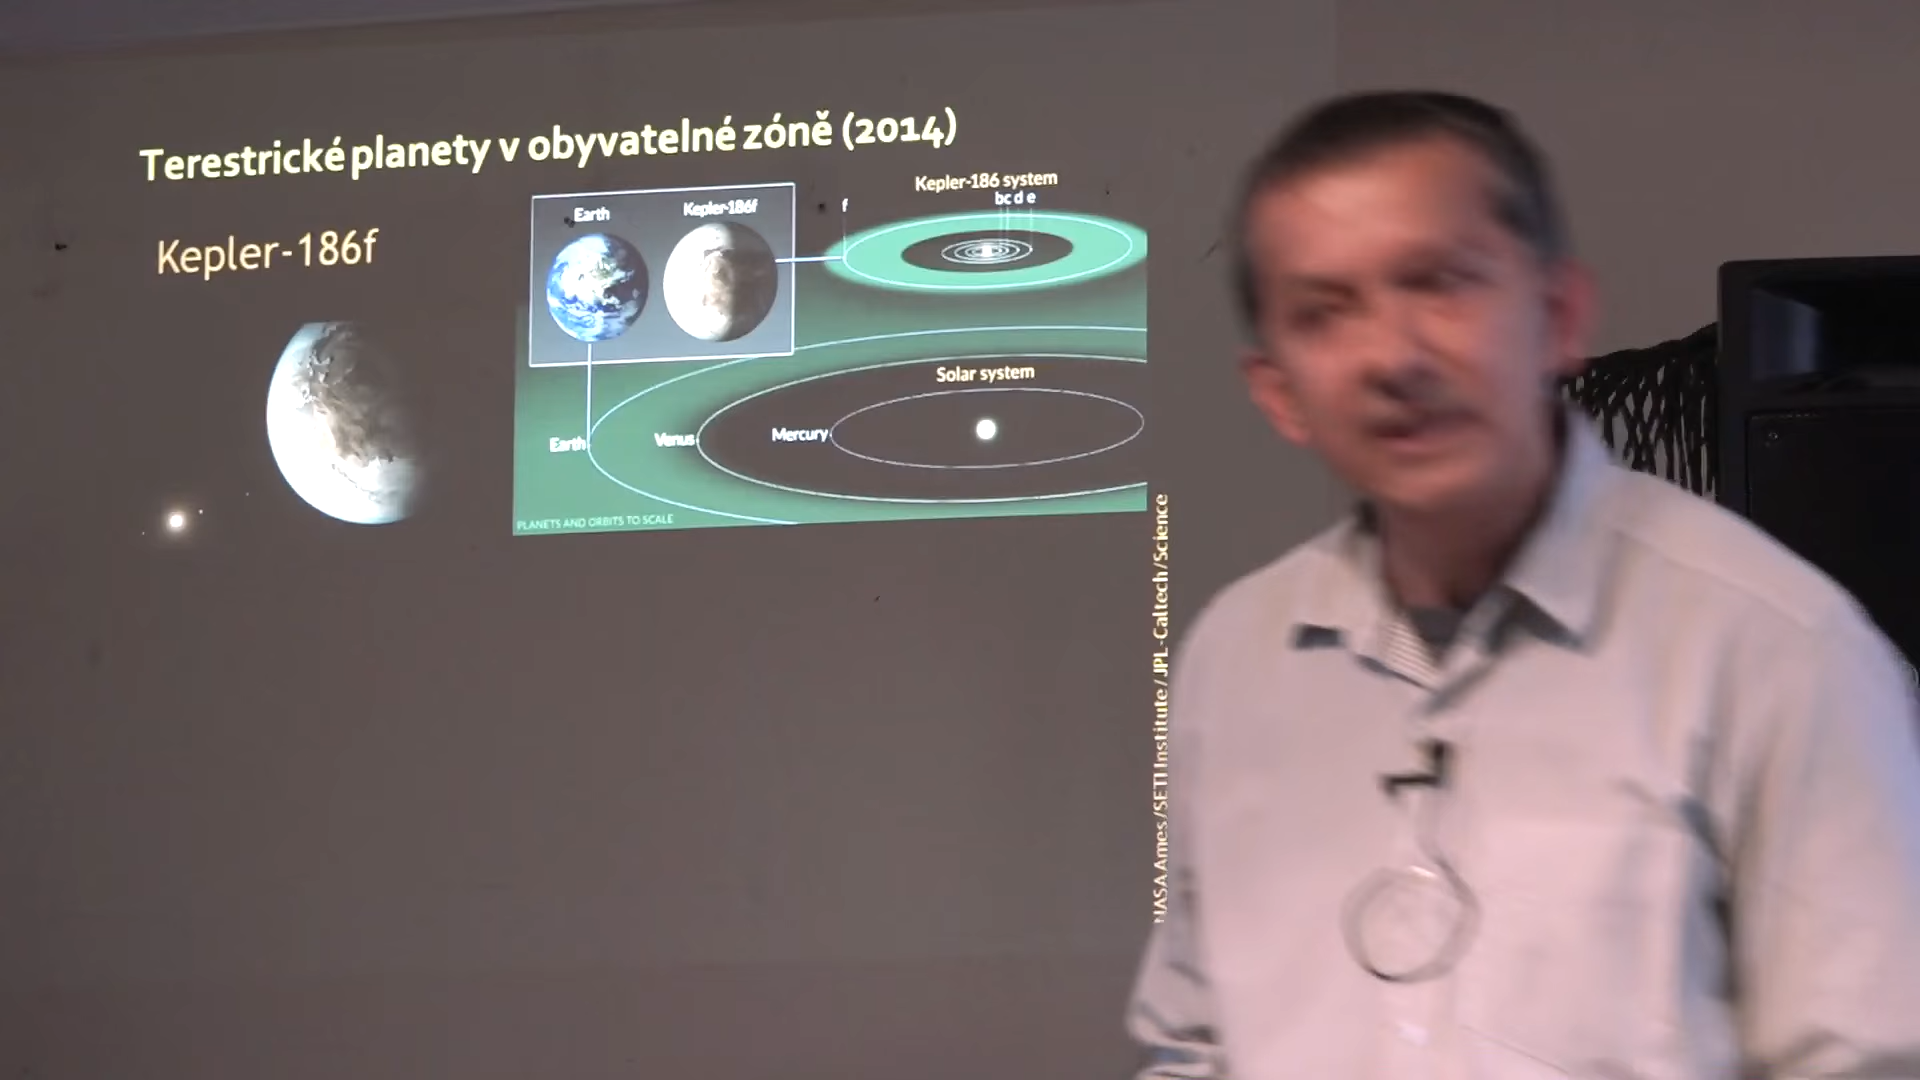 Terestrické planety v obyvatelné zóně (2014)
Kepler-186f
Earth
Kepler-186f
Kepler-186 system
f
bc d e
Solar system
Earth
Venus
Mercury
PLANETS AND ORBITS TO SCALE
NASA Ames/SETI Institute/JPL-Caltech/Science